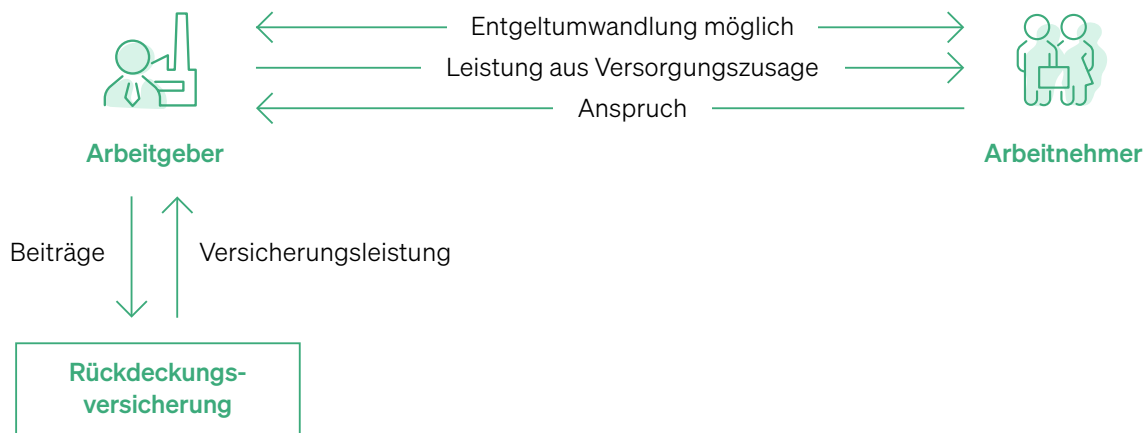 Entgeltumwandlung möglich
Leistung aus Versorgungszusage
Anspruch
Arbeitgeber
Arbeitnehmer
Beiträge
Versicherungsleistung
Rückdeckungs-
versicherung